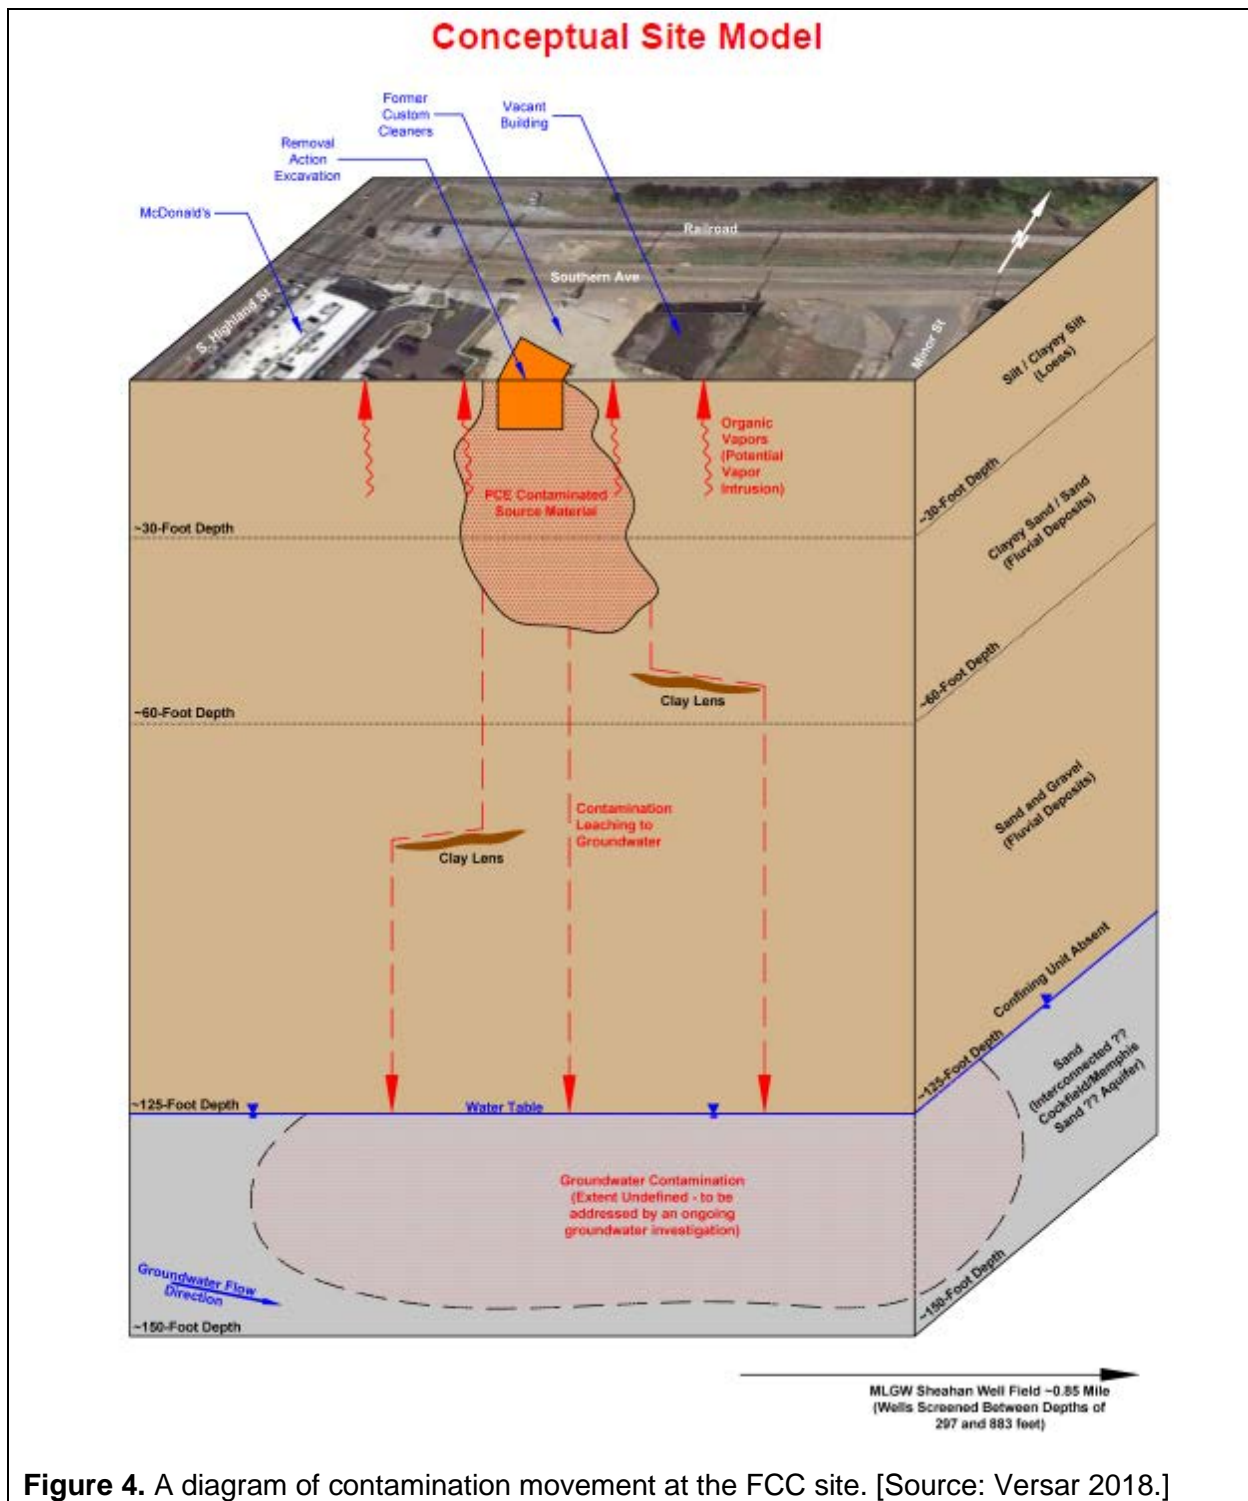 Conceptual Site Model
Former
Custom
Cleaners
Vacant
Building
Removal
Action
Excavation
McDonald's
Railroad
N
Southern Ave
S. Highland St
Minor St
Silt / Clayey Silt
(Loess)
Organic
Vapors
(Potential
Vapor
Intrusion)
PCE Contaminated
Source Material
~30-Foot Depth
~30-Foot Depth
Clayey Sand / Sand
(Fluvial Deposits)
Clay Lens
~60-Foot Depth
~60-Foot Depth
Contamination
Leaching to
Groundwater
Clay Lens
Sand and Gravel
(Fluvial Deposits)
Confining Unit Absent
~125-Foot Depth
Water Table
~125-Foot Depth
Sand
(Interconnected ??
Cockfield/Memphis
Sand ?? Aquifer)
Groundwater Contamination
(Extent Undefined - to be
addressed by an ongoing
groundwater investigation)
Groundwater Flow
Direction
~150-Foot Depth
~150-Foot Depth
MLGW Sheahan Well Field ~0.85 Mile
(Wells Screened Between Depths of
297 and 883 feet)
Figure 4. A diagram of contamination movement at the FCC site. [Source: Versar 2018.]